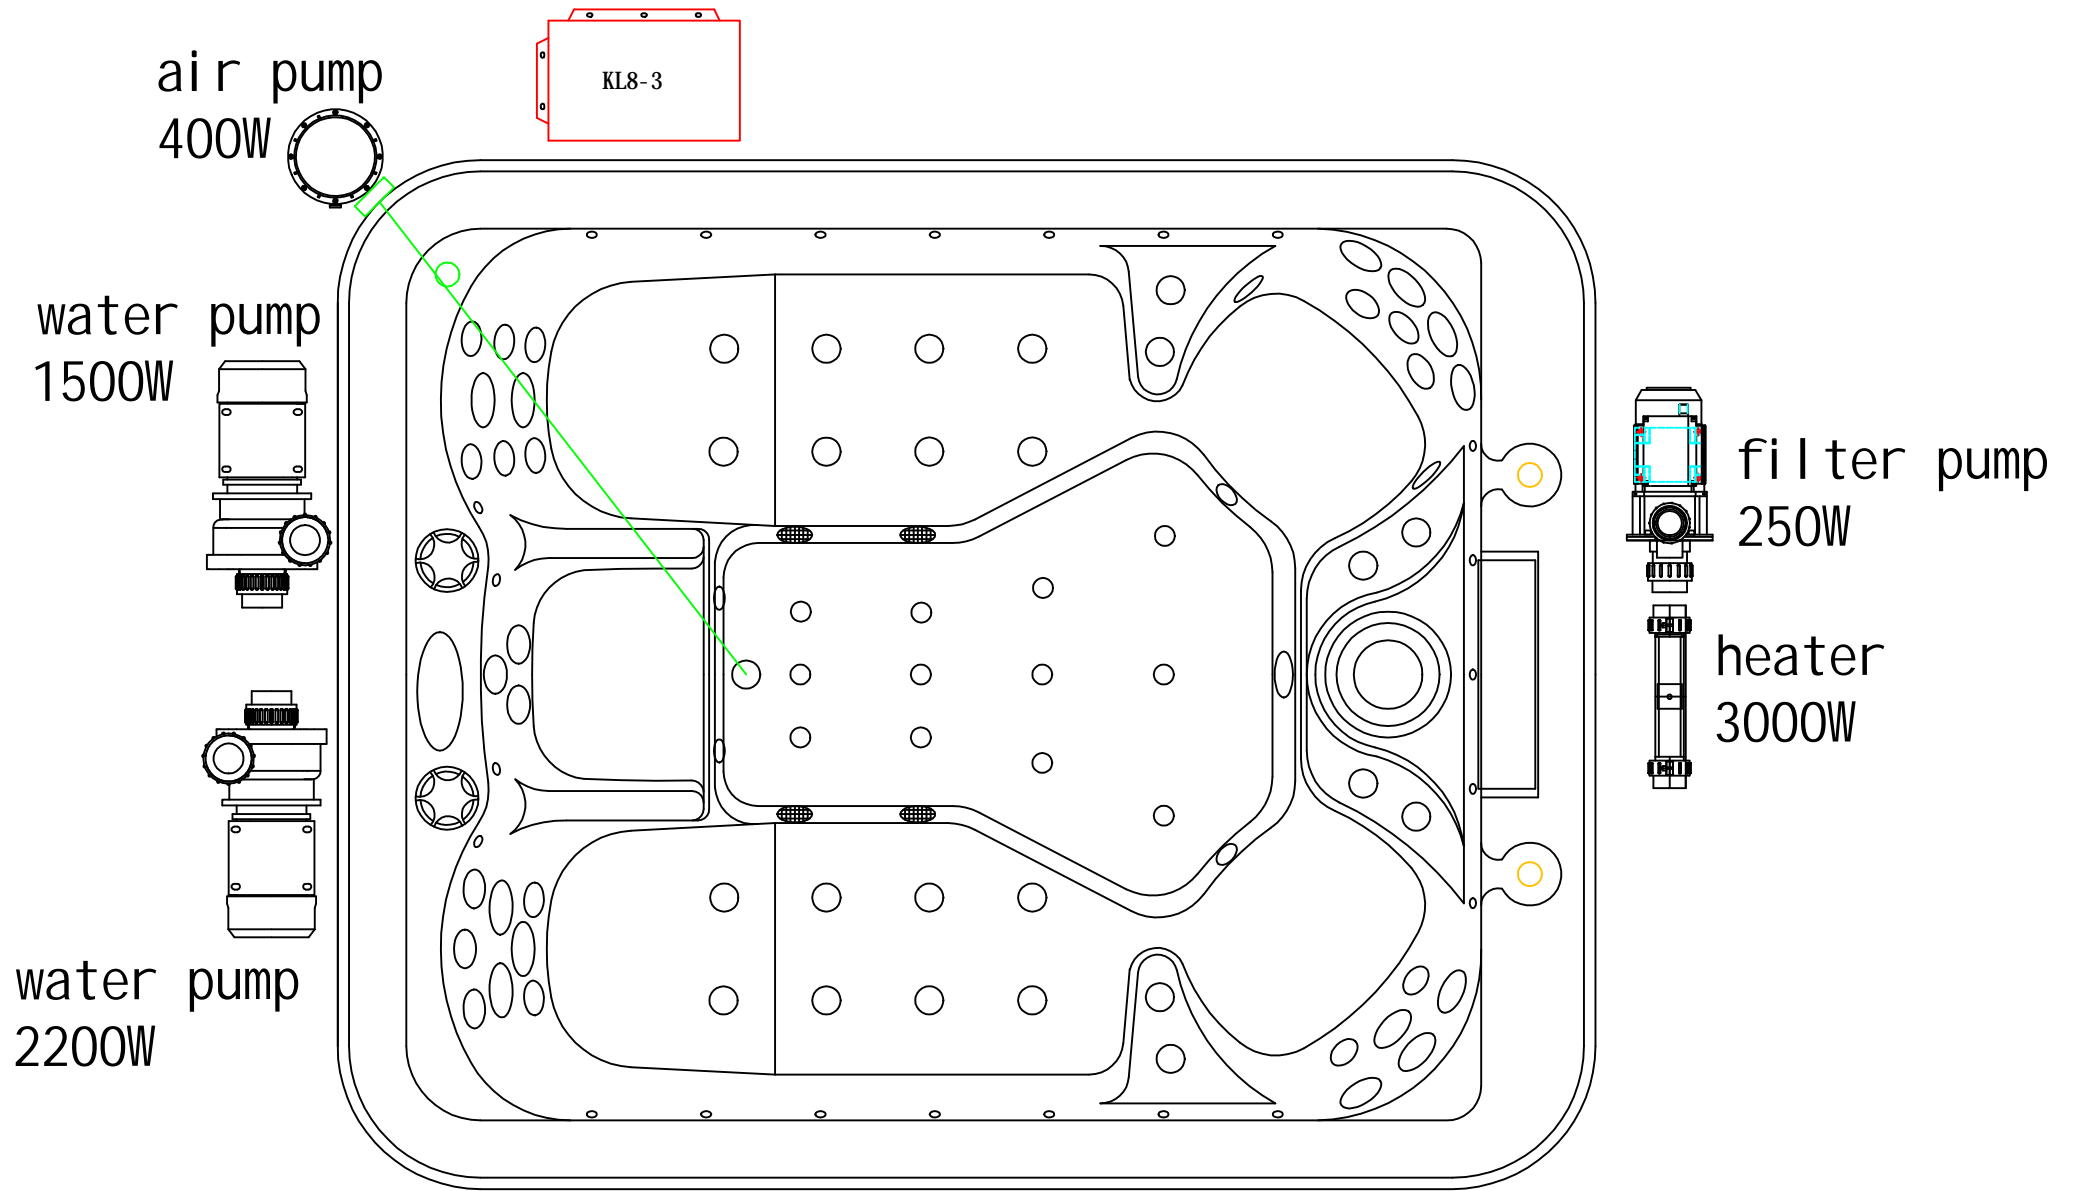 air pump
400W
KL8-3
water pump
1500W
filter pump
250W
heater
3000W
water pump
2200W